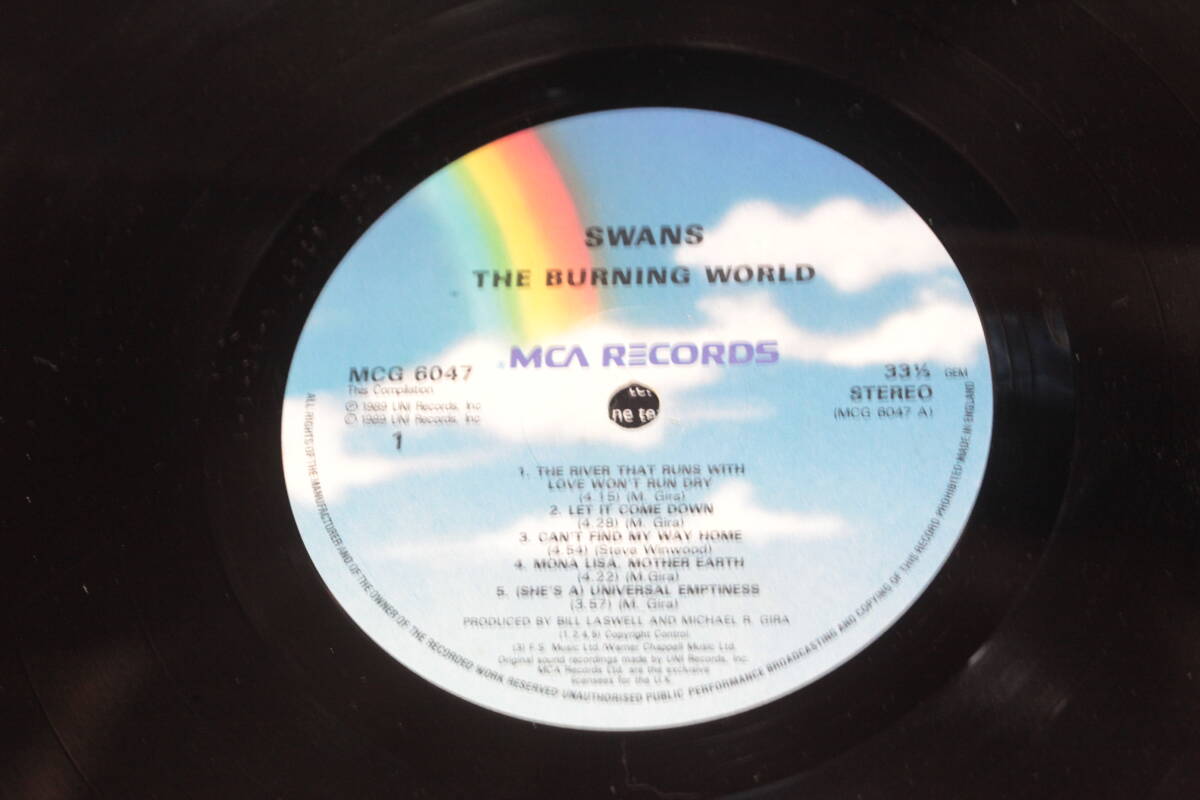 SWANS
THE BURNING WORLD
MCA RECORDS
MCG 6047
This Compilation
℗ 1989 UNI Records, Inc
© 1989 UNI Records, Inc
1
33⅓ GEM
STEREO
(MCG 6047 A)
ne te
1. THE RIVER THAT RUNS WITH
LOVE WON'T RUN DRY
(4.15) (M. Gira)
2. LET IT COME DOWN
(4.28) (M. Gira)
3. CAN'T FIND MY WAY HOME
(4.54) (Steve Winwood)
4. MONA LISA, MOTHER EARTH
(4.22) (M.Gira)
5. (SHE'S A) UNIVERSAL EMPTINESS
(3.57) (M. Gira)
PRODUCED BY BILL LASWELL AND MICHAEL R. GIRA
(1,2,4,5) Copyright Control
(3) F.S. Music Ltd./Warner Chappell Music Ltd.
Original sound recordings made by UNI Records, Inc.
MCA Records Ltd. are the exclusive
licensees for the U.K.
ALL RIGHTS OF THE MANUFACTURER AND OF THE OWNER OF THE RECORDED WORK RESERVED UNAUTHORISED PUBLIC PERFORMANCE BROADCASTING AND COPYING OF THIS RECORD PROHIBITED MADE IN ENGLAND